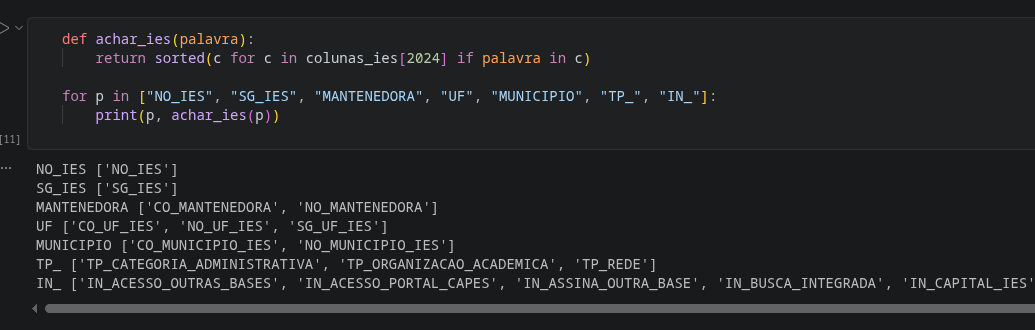 def achar_ies(palavra):
    return sorted(c for c in colunas_ies[2024] if palavra in c)
for p in ["NO_IES", "SG_IES", "MANTENEDORA", "UF", "MUNICIPIO", "TP_", "IN_"]:
    print(p, achar_ies(p))
[11]
...
NO_IES ['NO_IES']
SG_IES ['SG_IES']
MANTENEDORA ['CO_MANTENEDORA', 'NO_MANTENEDORA']
UF ['CO_UF_IES', 'NO_UF_IES', 'SG_UF_IES']
MUNICIPIO ['CO_MUNICIPIO_IES', 'NO_MUNICIPIO_IES']
TP_ ['TP_CATEGORIA_ADMINISTRATIVA', 'TP_ORGANIZACAO_ACADEMICA', 'TP_REDE']
IN_ ['IN_ACESSO_OUTRAS_BASES', 'IN_ACESSO_PORTAL_CAPES', 'IN_ASSINA_OUTRA_BASE', 'IN_BUSCA_INTEGRADA', 'IN_CAPITAL_IES'